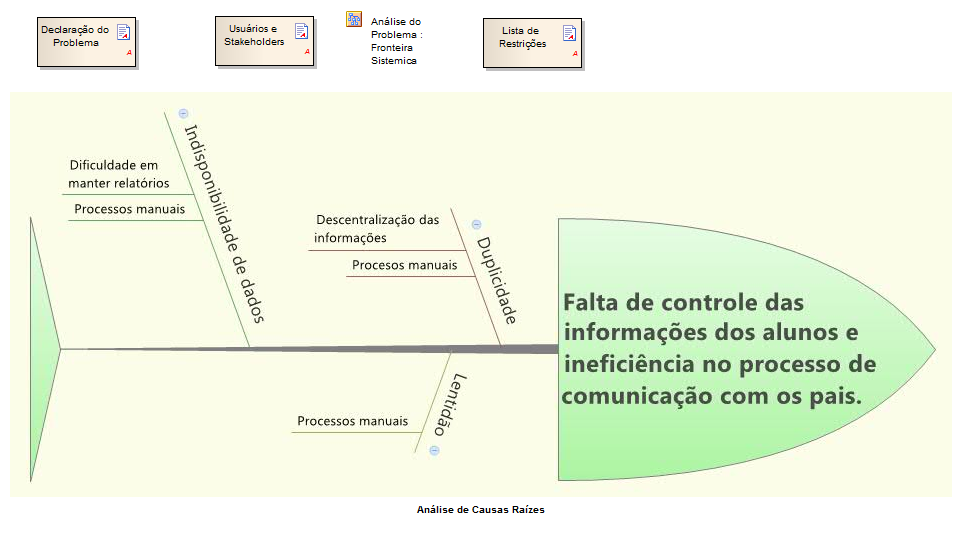 Declaração do
Problema
A
Usuários e
Stakeholders
A
Análise do
Problema :
Fronteira
Sistemica
Lista de
Restrições
A
Indisponibilidade de dados
Dificuldade em
manter relatórios
Processos manuais
Duplicidade
Descentralização das
informações
Procesos manuais
Lentidão
Processos manuais
Falta de controle das
informações dos alunos e
ineficiência no processo de
comunicação com os pais.
Análise de Causas Raízes